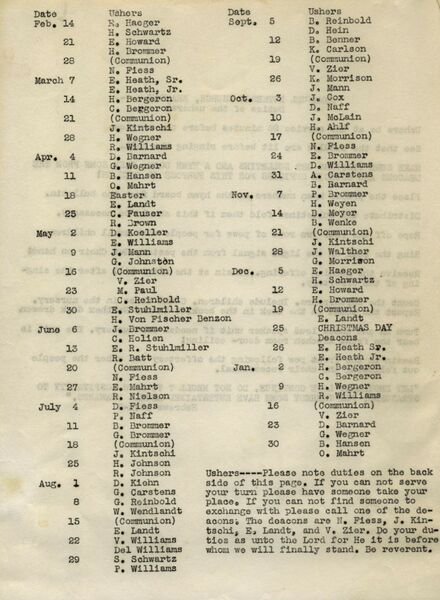 Date Ushers
Feb. 14 E. Haeger
H. Schwartz
21 E. Howard
H. Brommer
28 (Communion)
N. Fiess
March 7 E. Heath, Sr.
E. Heath, Jr.
14 H. Bergeron
C. Bergeron
21 (Communion)
J. Kintschi
28 H. Wegner
R. Williams
Apr. 4 D. Barnard
G. Wegner
11 B. Hansen
O. Mahrt
18 Easter
E. Landt
25 C. Fauser
R. Brown
May 2 D. Koeller
E. Williams
9 J. Mann
G. Johnston
16 (Communion)
V. Zier
23 M. Paul
C. Reinbold
30 E. Stuhlmiller
H. Von Fischer Benzon
June 6 J. Brommer
C. Eolien
13 E. R. Stuhlmiller
R. Batt
20 (Communion)
N. Fiess
27 E. Mahrt
R. Nielson
July 4 D. Fiess
P. Naff
11 B. Brommer
G. Brommer
18 (Communion)
J. Kintschi
25 H. Johnson
R. Johnson
Aug. 1 D. Kiehn
G. Carstens
8 G. Reinbold
W. Wendlandt
15 (Communion)
E. Landt
22 W. Williams
Del Williams
29 S. Schwartz
P. Williams
Date Ushers
Sept. 5 B. Reinbold
D. Hein
12 B. Benner
K. Carlson
19 (Communion)
V. Zier
26 K. Morrison
J. Mann
Oct. 3 J. Cox
D. Naff
10 J. McLain
H. Ahlf
17 (Communion)
N. Fiess
24 E. Brommer
D. Williams
31 A. Carstens
B. Barnard
Nov. 7 P. Brommer
H. Weyen
14 B. Meyer
B. Wenke
21 (Communion)
J. Kintschi
28 J. Walther
G. Morrison
Dec. 5 E. Haeger
H. Schwartz
12 E. Howard
H. Brommer
19 (Communion)
E. Landt
25 CHRISTMAS DAY
Deacons
26 E. Heath Sr.
E. Heath Jr.
Jan. 2 H. Bergeron
C. Bergeron
9 H. Wegner
R. Williams
16 (Communion)
V. Zier
23 D. Barnard
G. Wegner
30 B. Hansen
O. Mahrt
Ushers----Please note duties on the back
side of this page. If you can not serve
your turn please have someone take your
place. If you can not find someone to
exchange with please call one of the de-
acons. The deacons are N. Fiess, J. Kin-
tschi, E. Landt, and V. Zier. Do your du-
ties as unto the Lord for He it is before
whom we will finally stand. Be reverent.